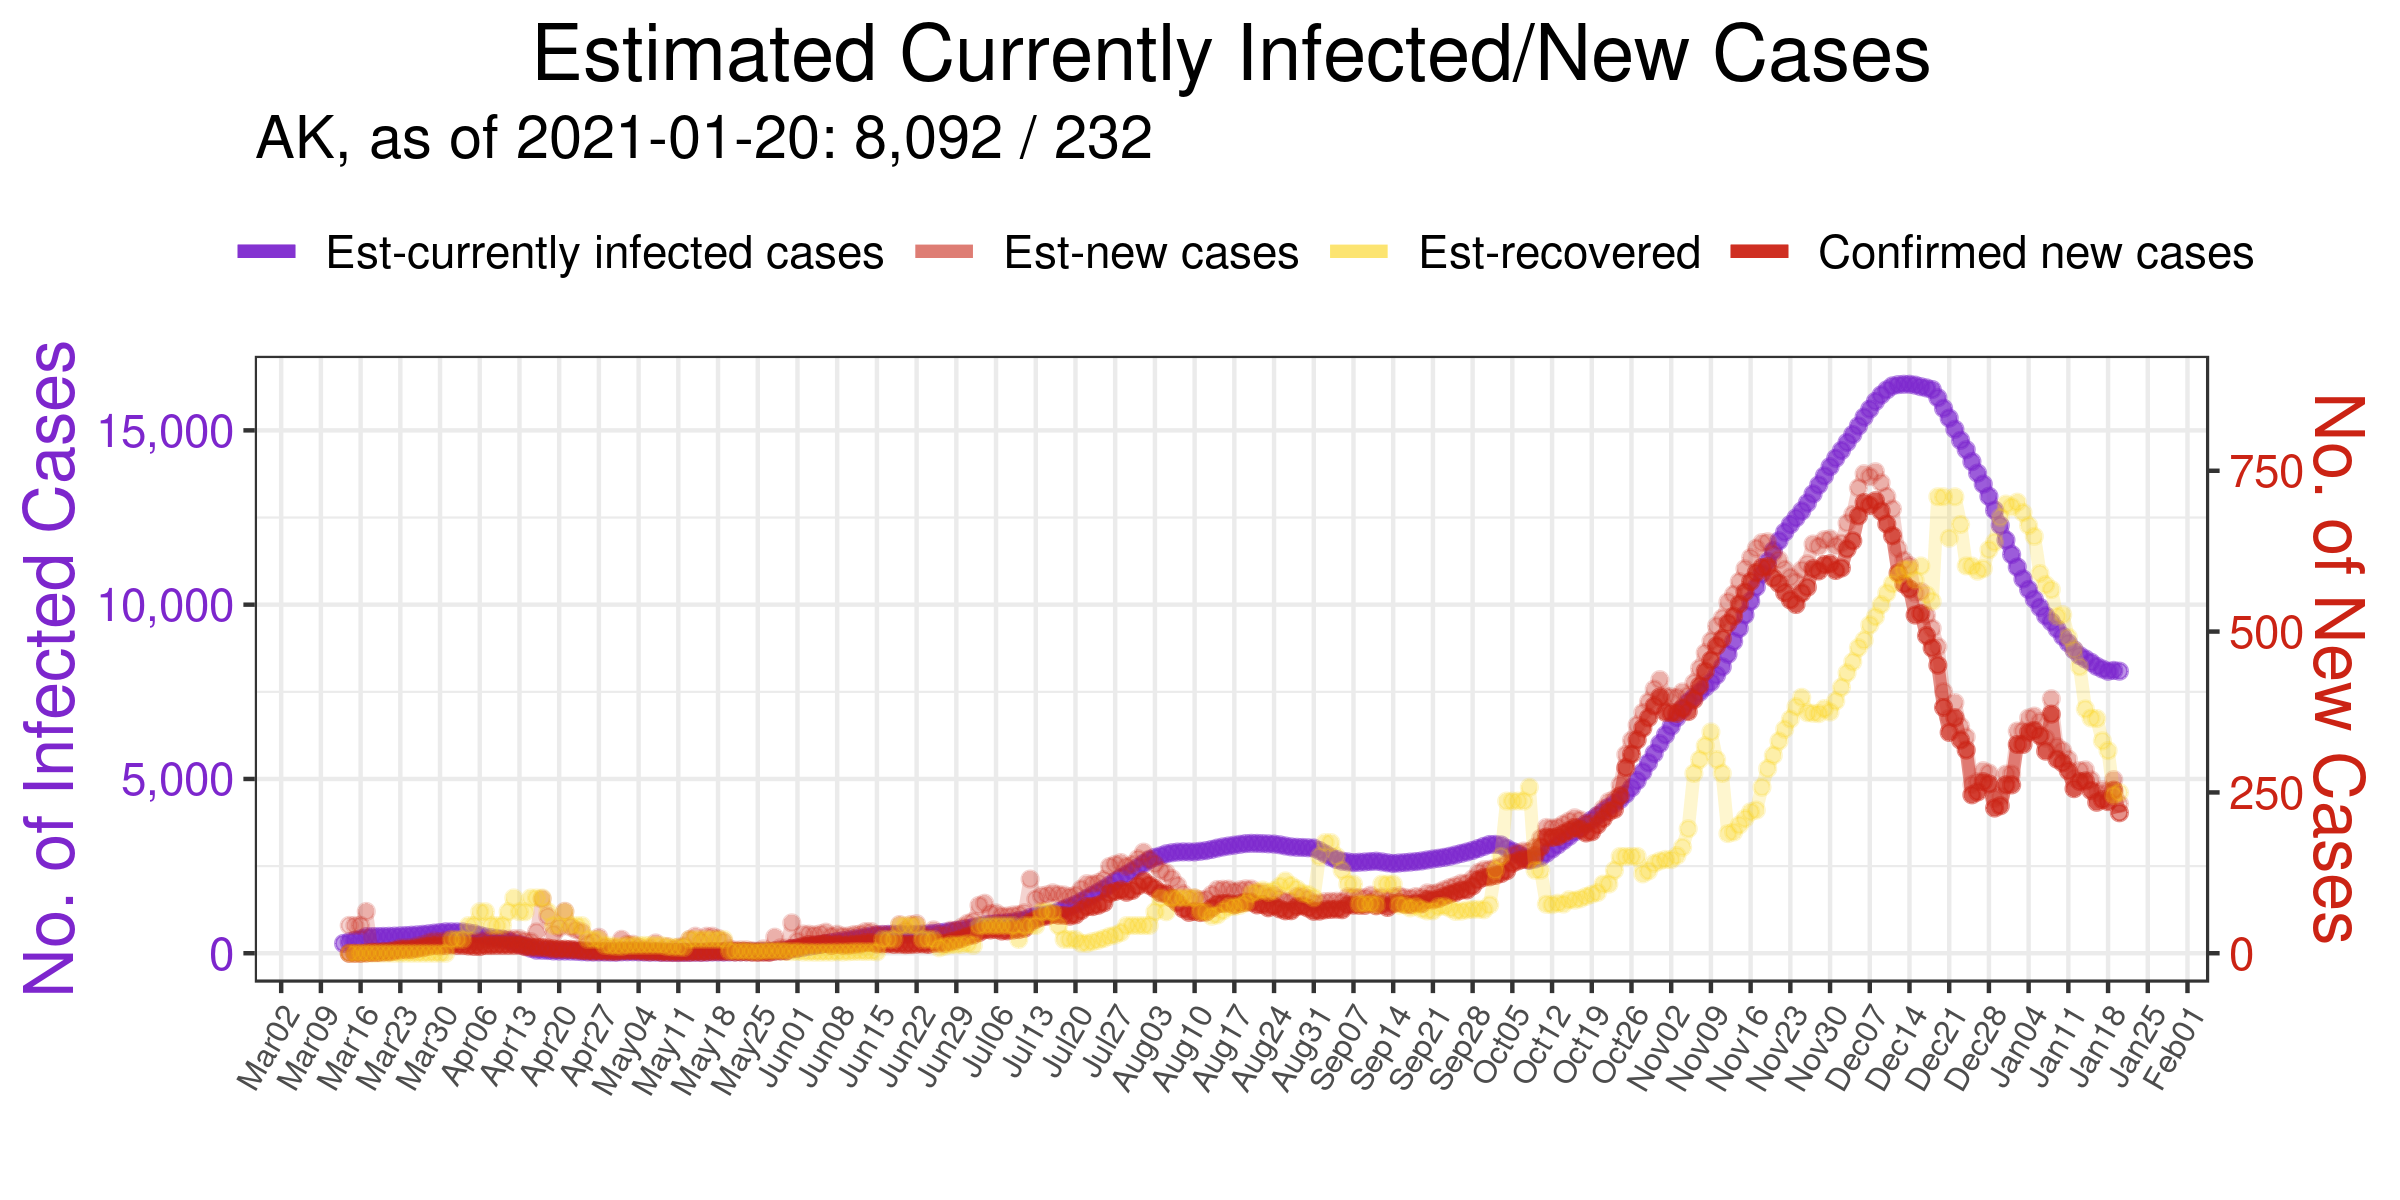 Estimated Currently Infected/New Cases
AK, as of 2021-01-20: 8,092 / 232
Est-currently infected cases Est-new cases Est-recovered Confirmed new cases
No. of Infected Cases
15,000
10,000
5,000
0
750
500
250
0
No. of New Cases
Mar02 Mar09 Mar16 Mar23 Mar30 Apr06 Apr13 Apr20 Apr27 May04 May11 May18 May25 Jun01 Jun08 Jun15 Jun22 Jun29 Jul06 Jul13 Jul20 Jul27 Aug03 Aug10 Aug17 Aug24 Aug31 Sep07 Sep14 Sep21 Sep28 Oct05 Oct12 Oct19 Oct26 Nov02 Nov09 Nov16 Nov23 Nov30 Dec07 Dec14 Dec21 Dec28 Jan04 Jan11 Jan18 Jan25 Feb01